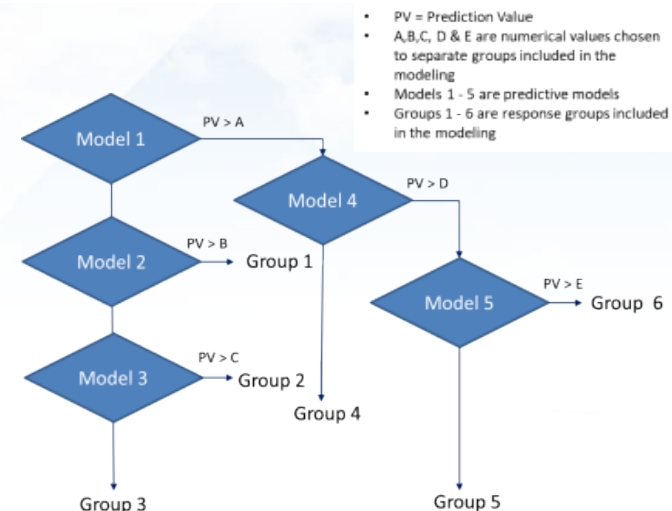 • PV = Prediction Value
• A,B,C, D & E are numerical values chosen
to separate groups included in the
modeling
• Models 1 - 5 are predictive models
• Groups 1 - 6 are response groups included
in the modeling
Model 1
PV > A
Model 4
PV > D
Model 2
PV > B
Group 1
Model 5
PV > E
Group 6
Model 3
PV > C
Group 2
Group 4
Group 3
Group 5